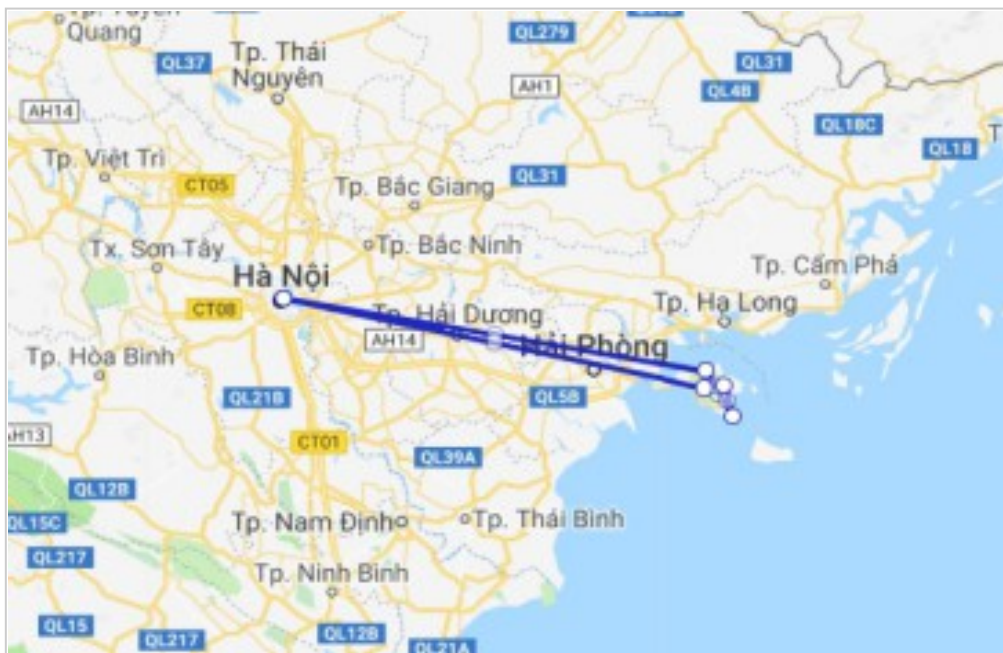 Quang
QL37
Tp. Thái
Nguyên
QL279
QL31
AH1
QL4B
AH14
QL18C
QL18
Tp. Việt Trì
CT05
Tp. Bắc Giang
QL31
Tx. Sơn Tây
Tp. Bắc Ninh
Hà Nội
Tp. Cẩm Phả
CT08
Tp. Hải Dương
Tp. Hạ Long
AH14
Hải Phòng
Tp. Hòa Bình
QL21B
QL5B
AH13
CT01
QL39A
QL12B
QL15C
Tp. Nam Định
Tp. Thái Bình
QL217
Tp. Ninh Bình
QL15
QL217
QL12B
QL21A